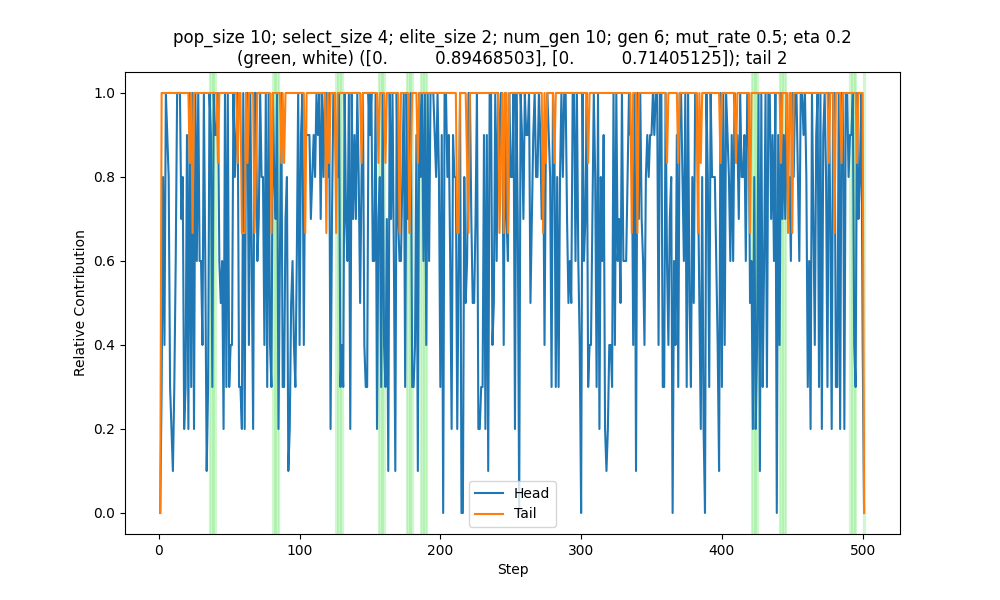 pop_size 10; select_size 4; elite_size 2; num_gen 10; gen 6; mut_rate 0.5; eta 0.2
(green, white) ([0.         0.89468503], [0.         0.71405125]); tail 2
1.0
0.8
0.6
0.4
0.2
0.0
Relative Contribution
Head
Tail
0
100
200
300
400
500
Step